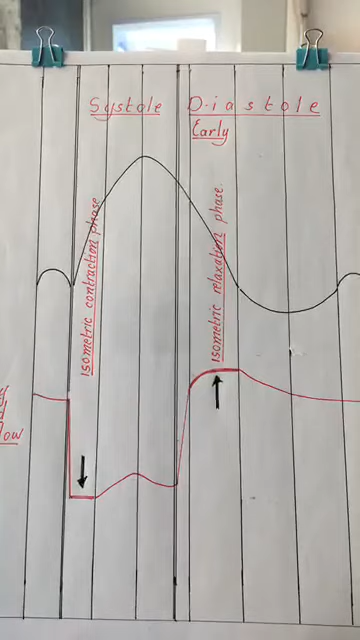 Systole Diastole
Early
Isometric contraction phase
Isometric relaxation phase.
low